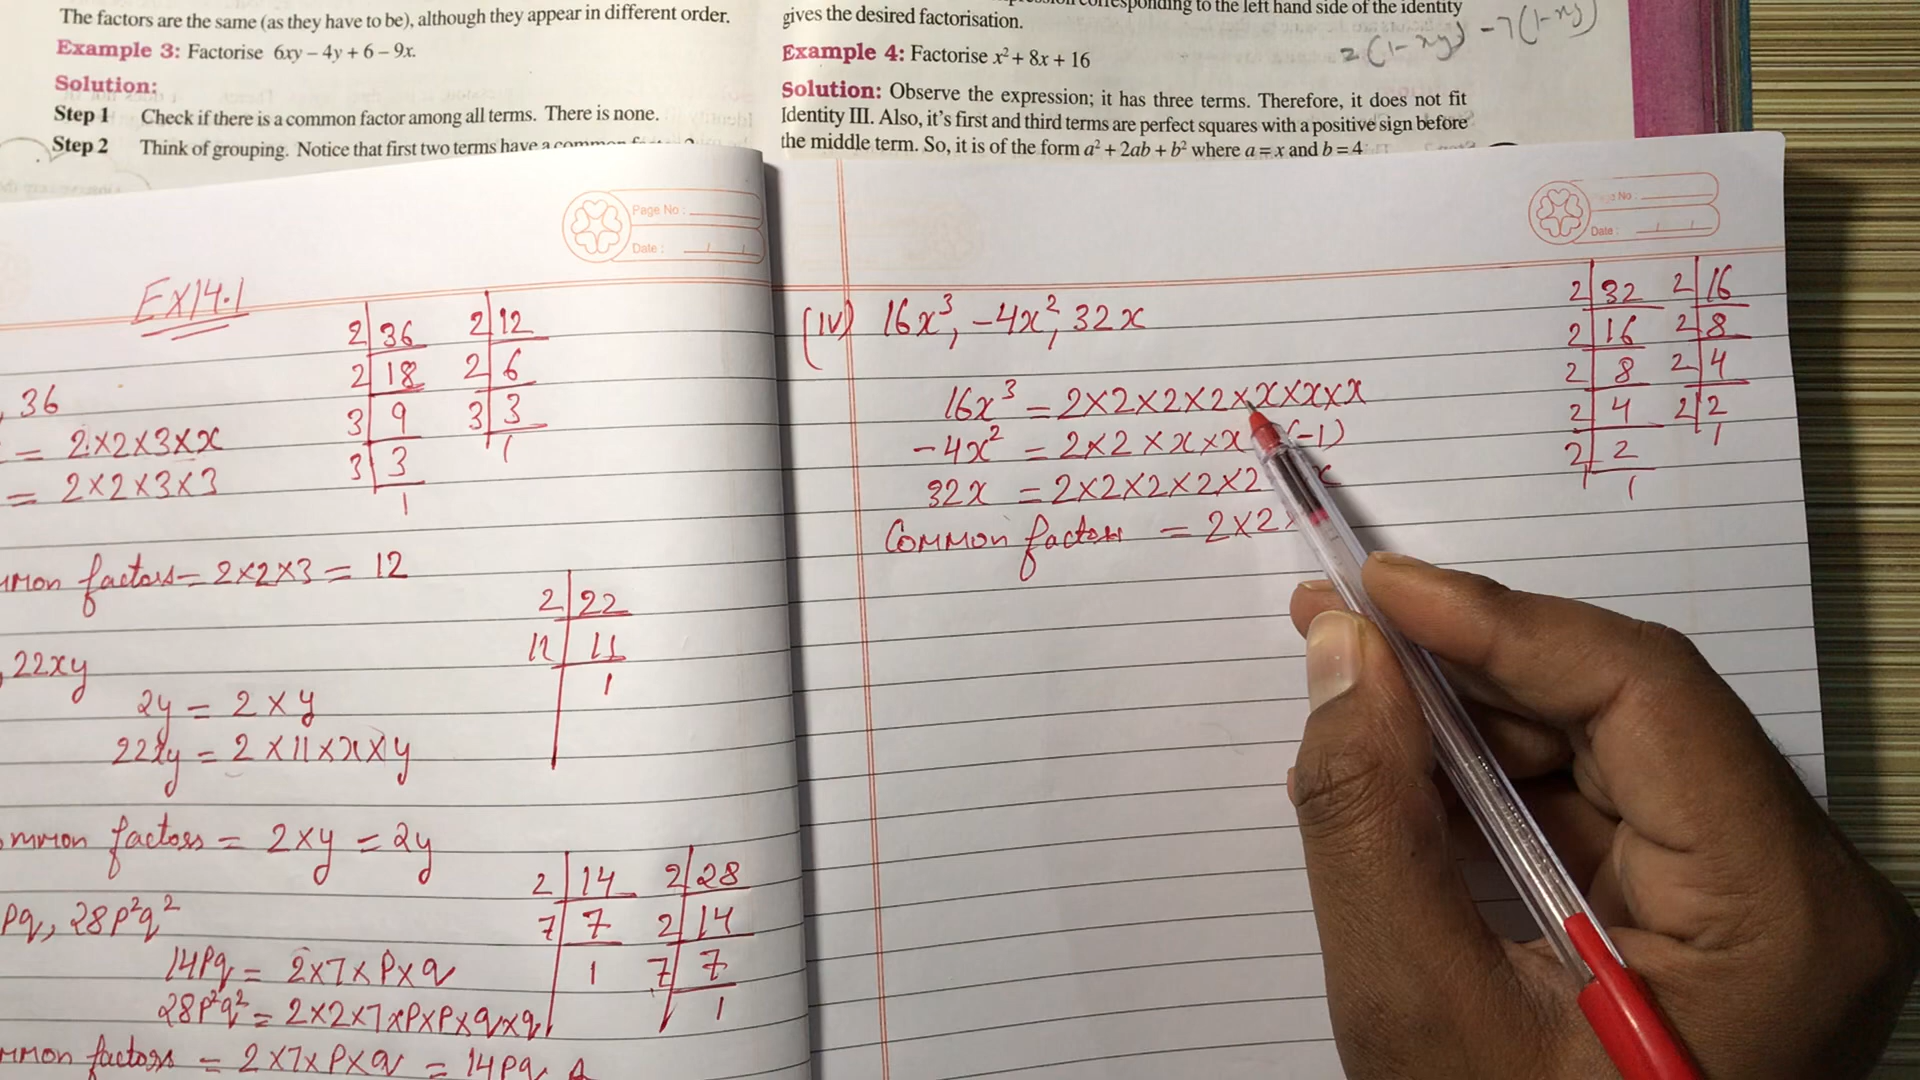 The factors are the same (as they have to be), although they appear in different order.
Example 3: Factorise 6xy – 4y + 6 – 9x.
Solution:
Step 1 Check if there is a common factor among all terms. There is none.
Step 2 Think of grouping. Notice that first two terms have a common
to the left hand side of the identity
gives the desired factorisation.
2(1-xy) -7(1-xy)
Example 4: Factorise x² + 8x + 16
Solution: Observe the expression; it has three terms. Therefore, it does not fit
Identity III. Also, it's first and third terms are perfect squares with a positive sign before
the middle term. So, it is of the form a² + 2ab + b² where a = x and b = 4
Page No :
Date :
EX14.1
2|36 2|12
2|18 2|6
3|9 3|3
3|3 1
1
, 36
= 2×2×3×x
= 2×2×3×3
factors = 2×2×3 = 12
2|22
11|11
1
, 22xy
2y = 2×y
22xy = 2×11×x×y
factors = 2×y = 2y
2|14 2|28
7|7 2|14
1 7|7
1
pq, 28p²q²
14pq = 2×7×p×q
28p²q² = 2×2×7×p×p×q×q
factors = 2×7×p×q = 14pq
No :
Date :
(iv) 16x³, -4x², 32x
16x³ = 2×2×2×2×x×x×x
-4x² = 2×2×x×x (-1)
32x = 2×2×2×2×2 x
Common factors = 2×2×
2|32 2|16
2|16 2|8
2|8 2|4
2|4 2|2
2|2 1
1